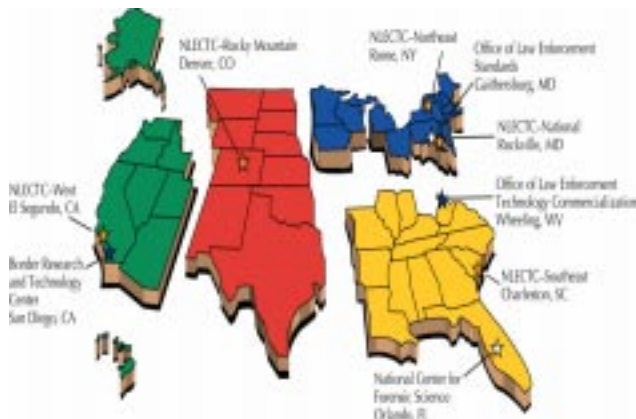 NLECTC–Rocky Mountain
Denver, CO
NLECTC–Northeast
Rome, NY
Office of Law Enforcement
Standards
Gaithersburg, MD
NLECTC–National
Rockville, MD
NLECTC–West
El Segundo, CA
Office of Law Enforcement
Technology Commercialization
Wheeling, WV
Border Research
and Technology
Center
San Diego, CA
NLECTC–Southeast
Charleston, SC
National Center for
Forensic Science
Orlando, FL